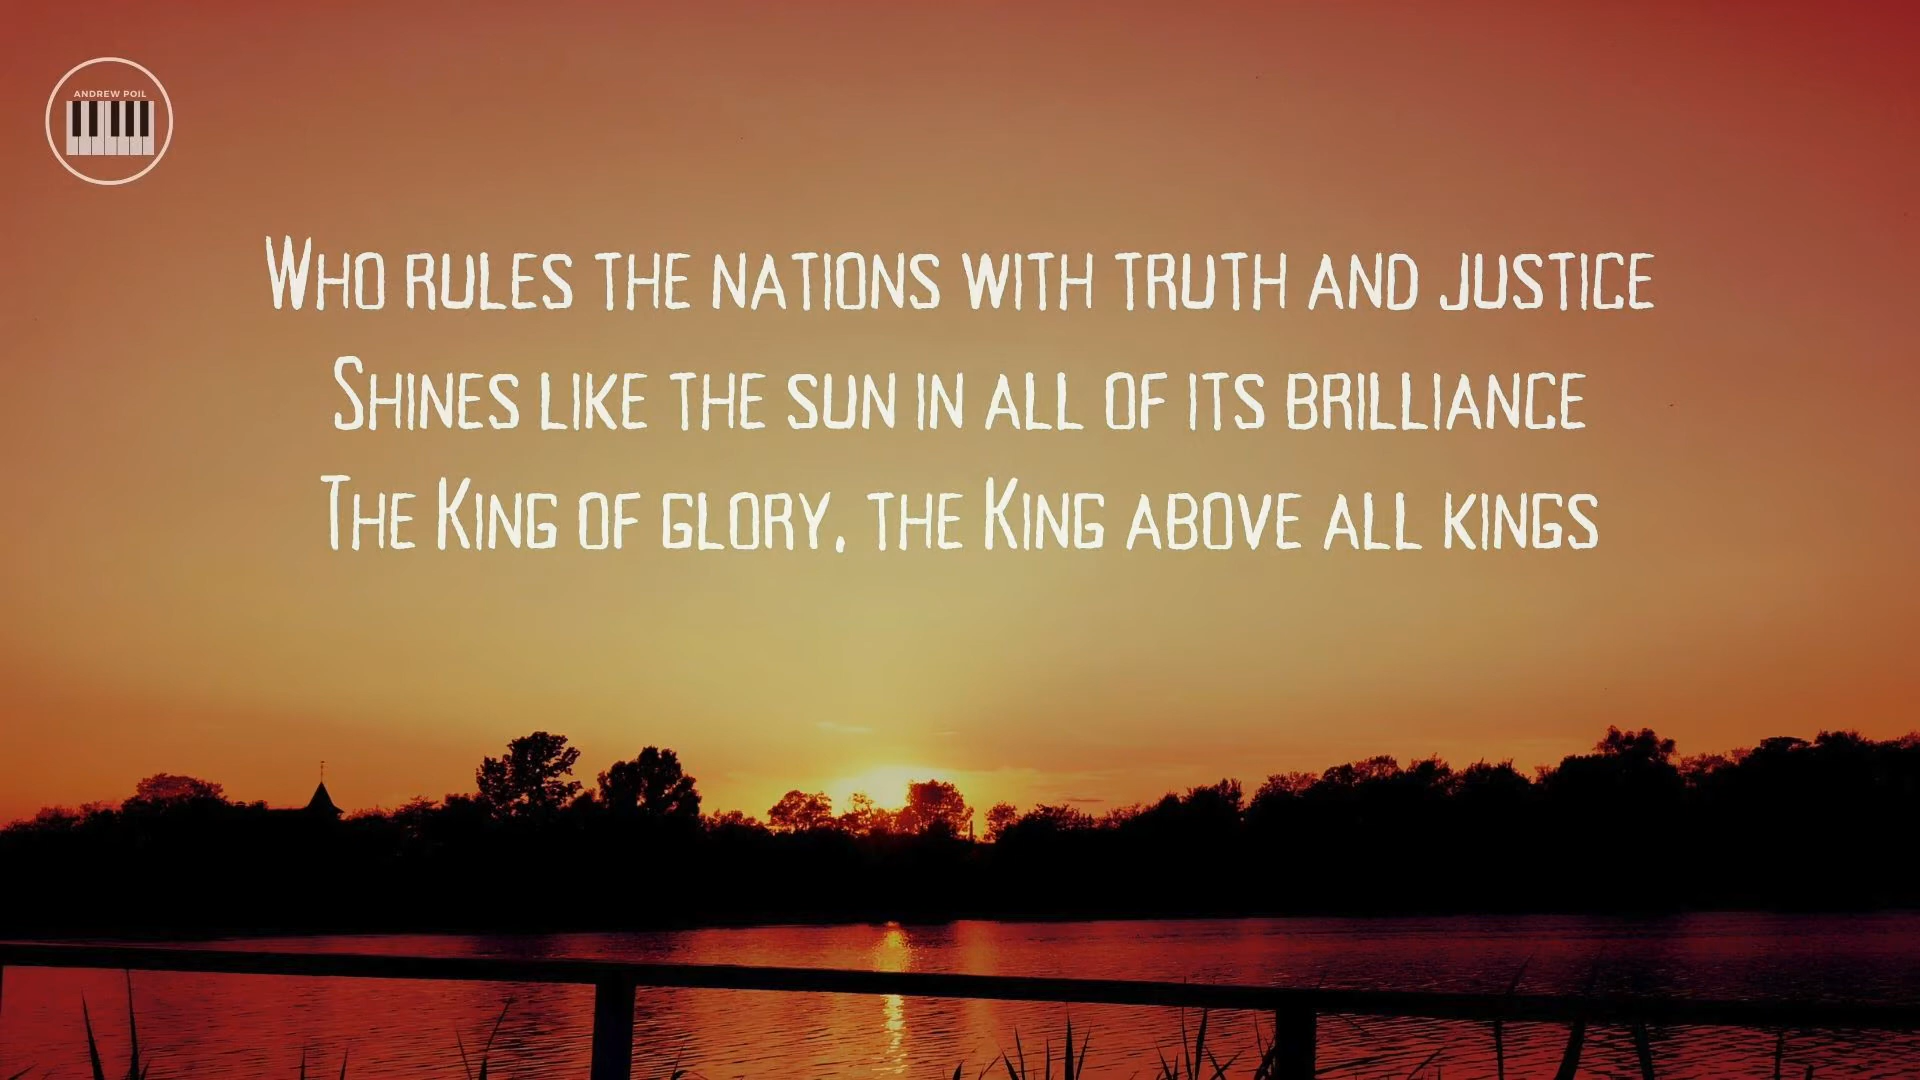 ANDREW POIL
Who rules the nations with truth and justice
Shines like the sun in all of its brilliance
The King of glory, the King above all kings